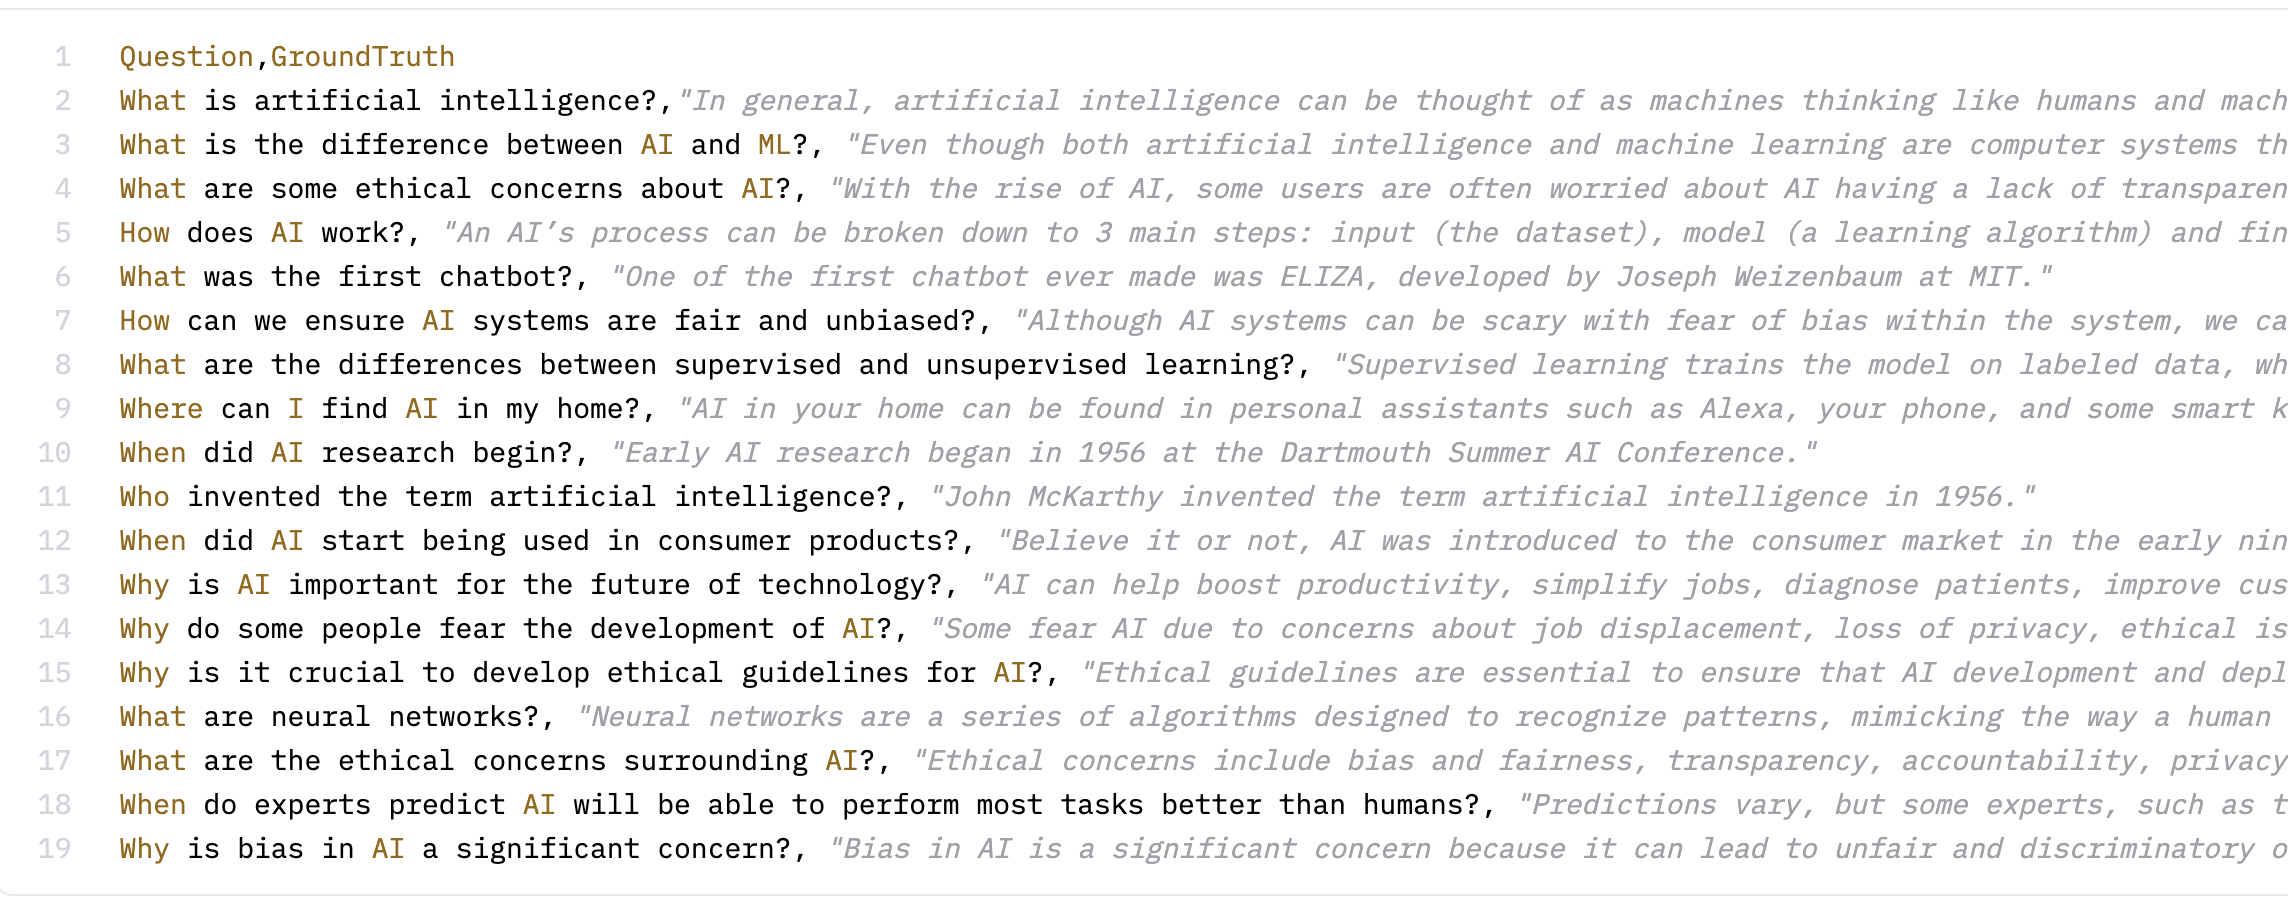 1 Question,GroundTruth
2 What is artificial intelligence?,"In general, artificial intelligence can be thought of as machines thinking like humans and mach
3 What is the difference between AI and ML?, "Even though both artificial intelligence and machine learning are computer systems th
4 What are some ethical concerns about AI?, "With the rise of AI, some users are often worried about AI having a lack of transparen
5 How does AI work?, "An AI’s process can be broken down to 3 main steps: input (the dataset), model (a learning algorithm) and fin
6 What was the first chatbot?, "One of the first chatbot ever made was ELIZA, developed by Joseph Weizenbaum at MIT."
7 How can we ensure AI systems are fair and unbiased?, "Although AI systems can be scary with fear of bias within the system, we ca
8 What are the differences between supervised and unsupervised learning?, "Supervised learning trains the model on labeled data, wh
9 Where can I find AI in my home?, "AI in your home can be found in personal assistants such as Alexa, your phone, and some smart k
10 When did AI research begin?, "Early AI research began in 1956 at the Dartmouth Summer AI Conference."
11 Who invented the term artificial intelligence?, "John McKarthy invented the term artificial intelligence in 1956."
12 When did AI start being used in consumer products?, "Believe it or not, AI was introduced to the consumer market in the early nin
13 Why is AI important for the future of technology?, "AI can help boost productivity, simplify jobs, diagnose patients, improve cus
14 Why do some people fear the development of AI?, "Some fear AI due to concerns about job displacement, loss of privacy, ethical is
15 Why is it crucial to develop ethical guidelines for AI?, "Ethical guidelines are essential to ensure that AI development and depl
16 What are neural networks?, "Neural networks are a series of algorithms designed to recognize patterns, mimicking the way a human
17 What are the ethical concerns surrounding AI?, "Ethical concerns include bias and fairness, transparency, accountability, privacy
18 When do experts predict AI will be able to perform most tasks better than humans?, "Predictions vary, but some experts, such as t
19 Why is bias in AI a significant concern?, "Bias in AI is a significant concern because it can lead to unfair and discriminatory o